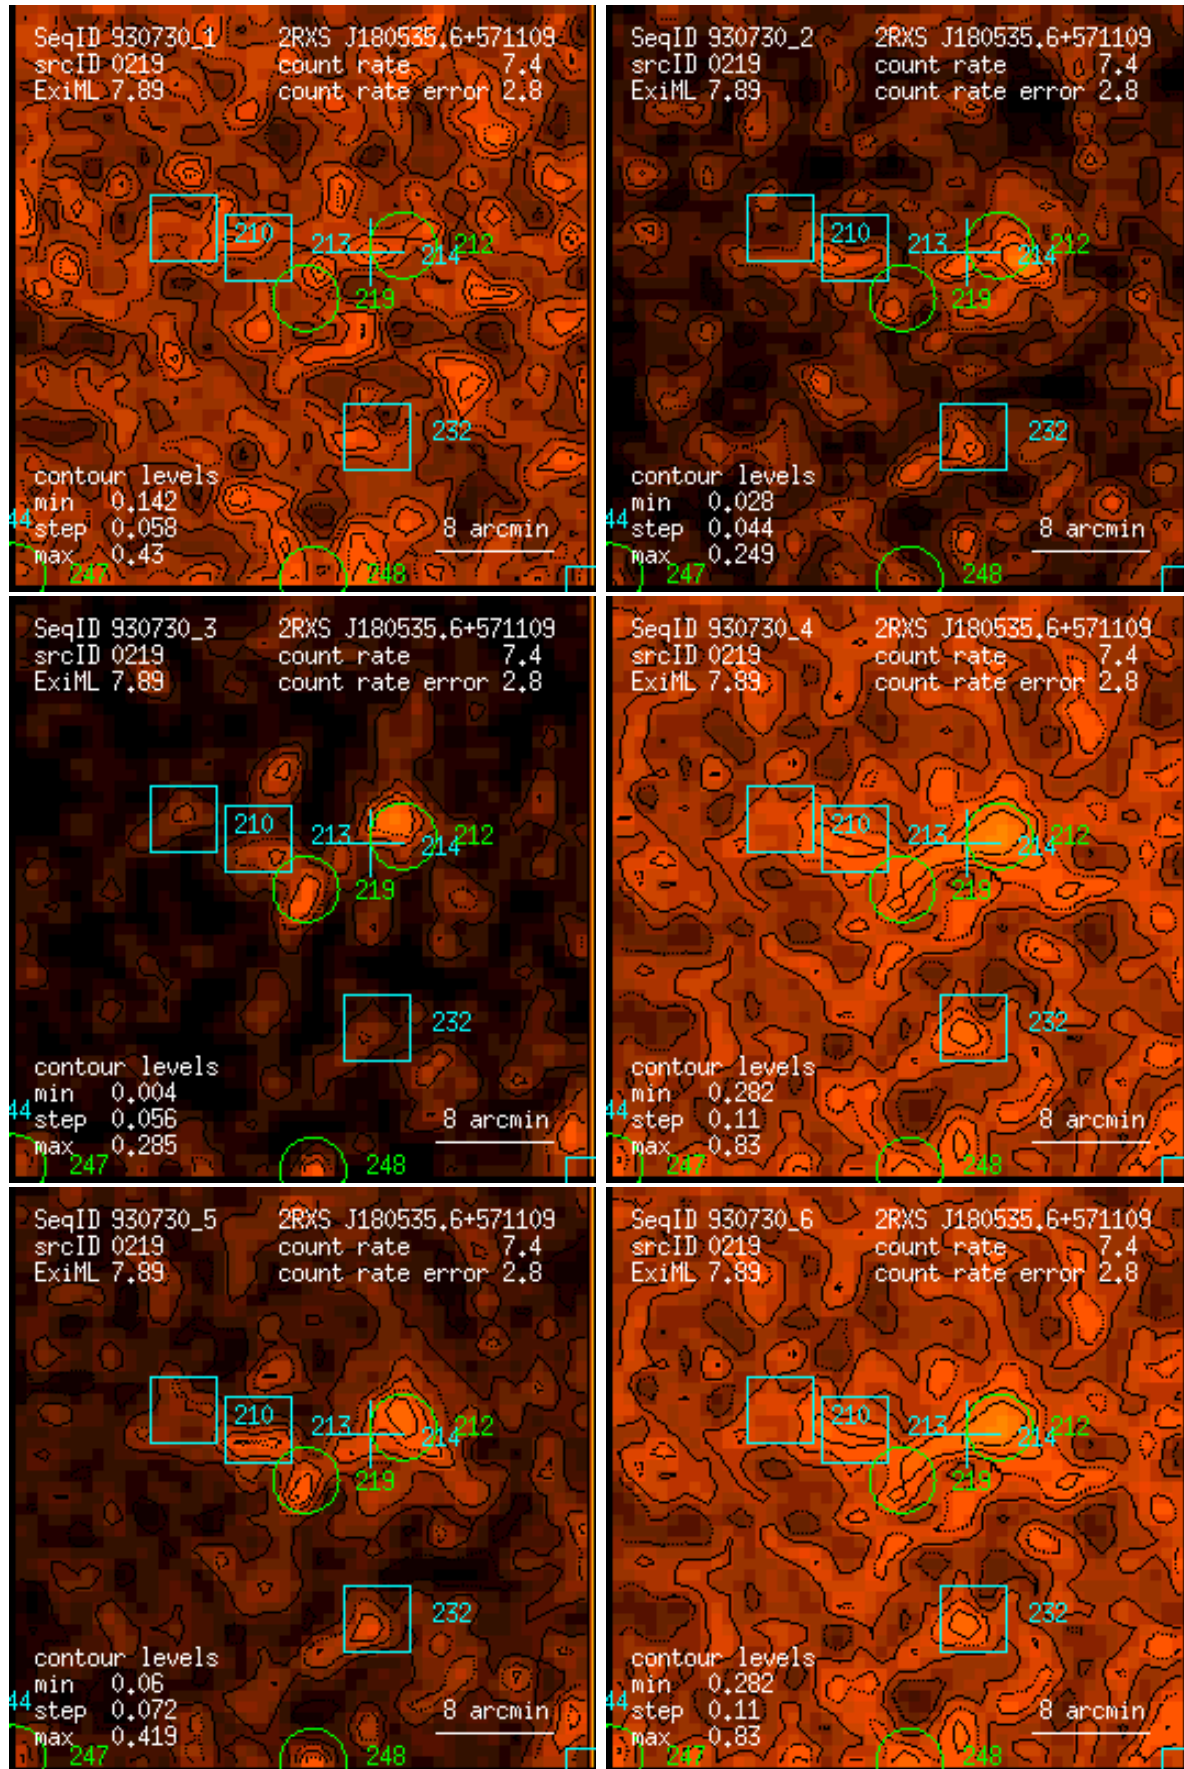 SeqID 930730_1 2RXS J180535.6+571109
srcID 0219 count rate 7.4
ExiML 7.89 count rate error 2.8
210 213 214 212
219
232
contour levels
min 0.142
44 step 0.058 8 arcmin
max 0.43
247 248
SeqID 930730_2 2RXS J180535.6+571109
srcID 0219 count rate 7.4
ExiML 7.89 count rate error 2.8
210 213 214 212
219
232
contour levels
min 0.028
44 step 0.044 8 arcmin
max 0.249
247 248
SeqID 930730_3 2RXS J180535.6+571109
srcID 0219 count rate 7.4
ExiML 7.89 count rate error 2.8
210 213 214 212
219
232
contour levels
min 0.004
44 step 0.056 8 arcmin
max 0.285
247 248
SeqID 930730_4 2RXS J180535.6+571109
srcID 0219 count rate 7.4
ExiML 7.89 count rate error 2.8
210 213 214 212
219
232
contour levels
min 0.282
44 step 0.11 8 arcmin
max 0.83
247 248
SeqID 930730_5 2RXS J180535.6+571109
srcID 0219 count rate 7.4
ExiML 7.89 count rate error 2.8
210 213 214 212
219
232
contour levels
min 0.06
44 step 0.072 8 arcmin
max 0.419
247 248
SeqID 930730_6 2RXS J180535.6+571109
srcID 0219 count rate 7.4
ExiML 7.89 count rate error 2.8
210 213 214 212
219
232
contour levels
min 0.282
44 step 0.11 8 arcmin
max 0.83
247 248